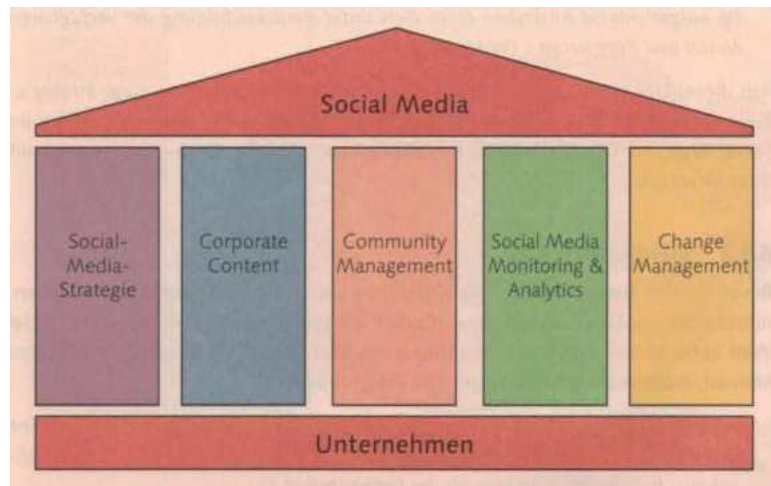 Social Media
Social-
Media-
Strategie
Corporate
Content
Community
Management
Social Media
Monitoring &
Analytics
Change
Management
Unternehmen